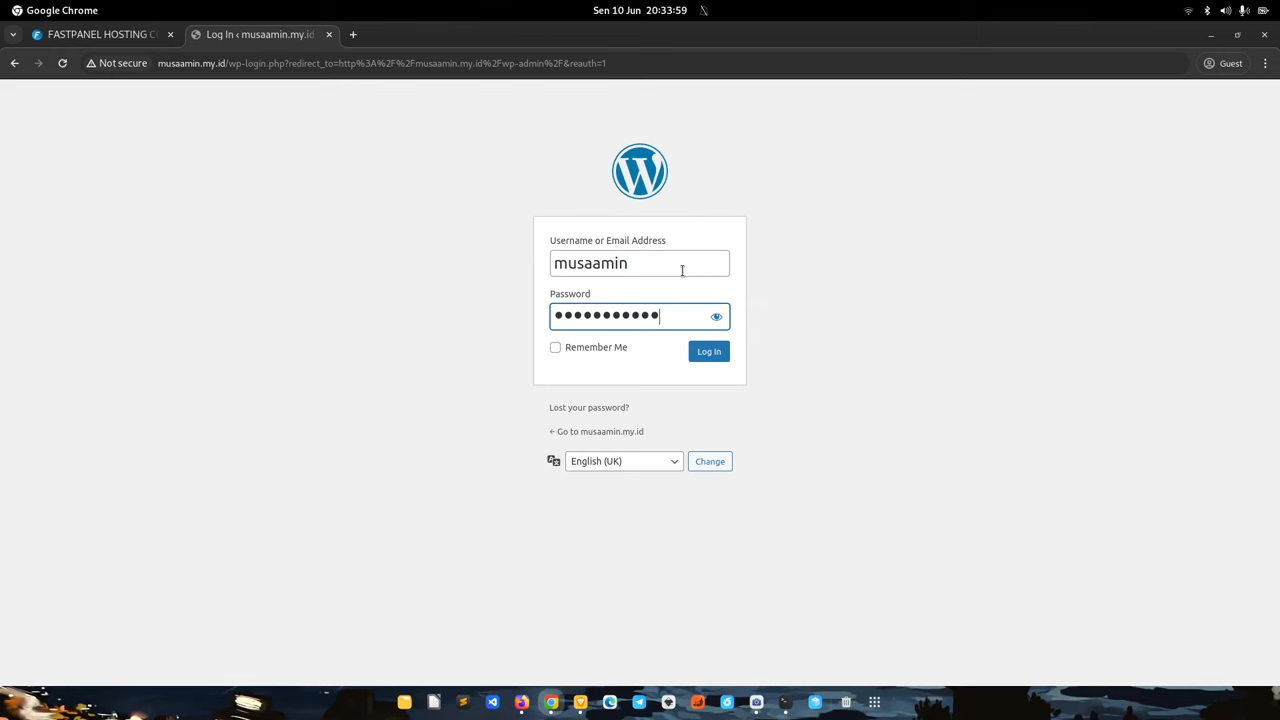 Google Chrome
Sen 10 Jun 20:33:59
FASTPANEL HOSTING C
Log In ‹ musaamin.my.id
Not secure
musaamin.my.id/wp-login.php?redirect_to=http%3A%2F%2Fmusaamin.my.id%2Fwp-admin%2F&reauth=1
Guest
Username or Email Address
musaamin
Password
Remember Me
Log In
Lost your password?
← Go to musaamin.my.id
English (UK)
Change